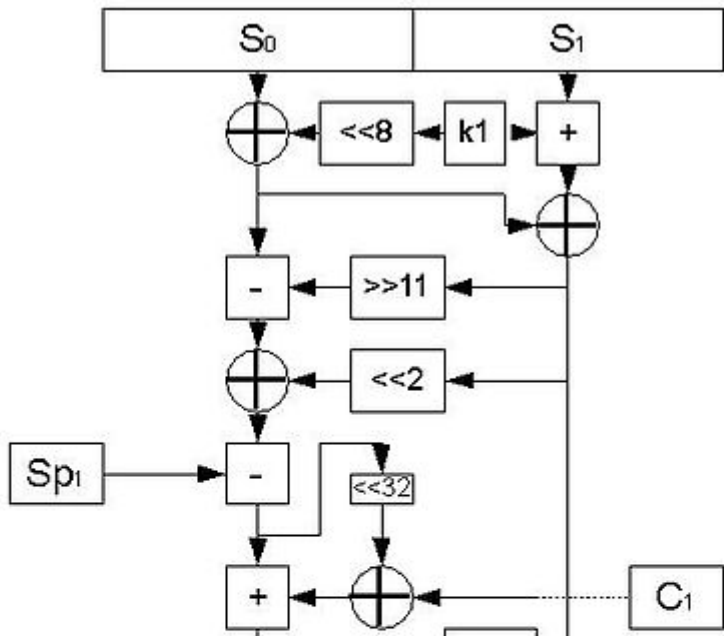 S₀ S₁
<<8 k1 +
- >>11
<<2
Sp₁ - <<32
+ C₁